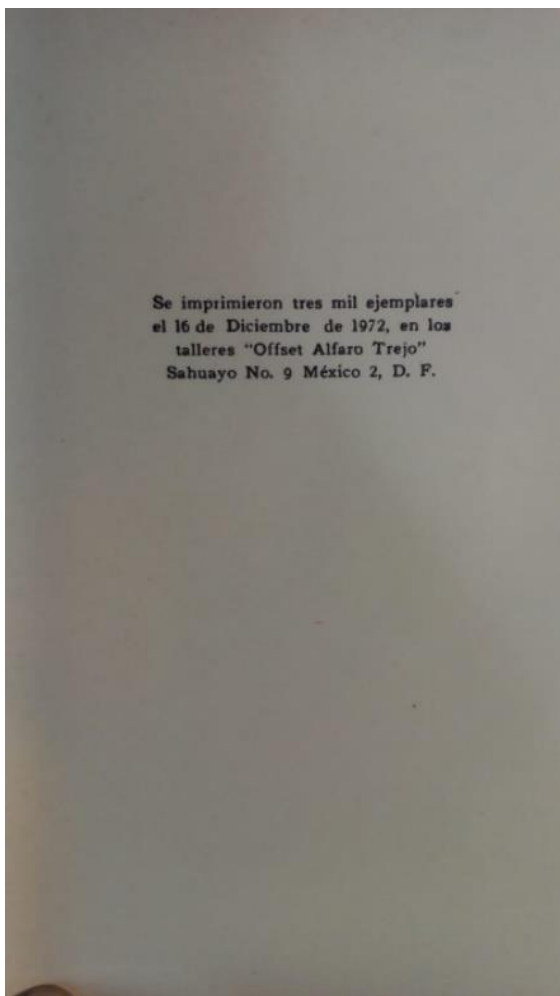 Se imprimieron tres mil ejemplares
el 16 de Diciembre de 1972, en los
talleres "Offset Alfaro Trejo"
Sahuayo No. 9 México 2, D. F.